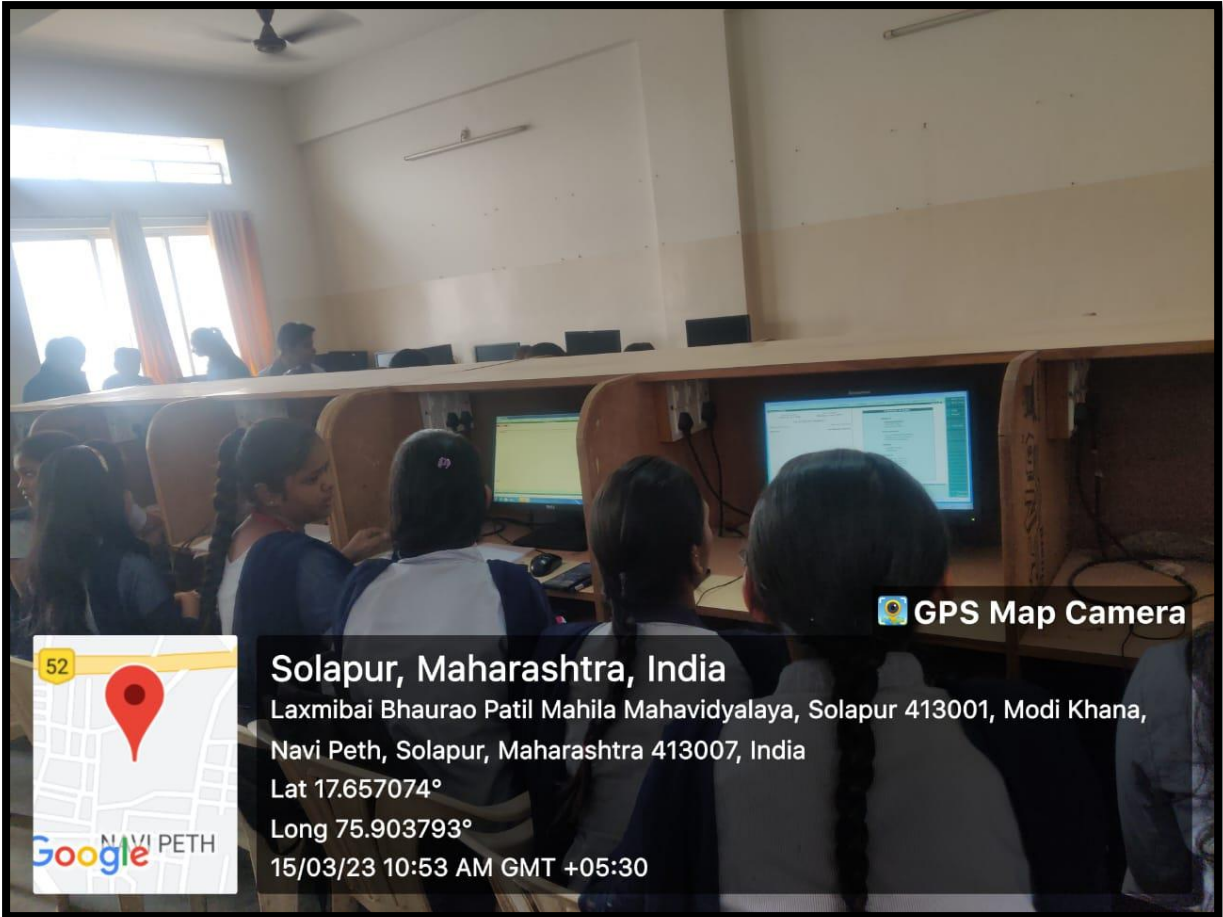 GPS Map Camera
52
NAVI PETH
Google
Solapur, Maharashtra, India
Laxmibai Bhaurao Patil Mahila Mahavidyalaya, Solapur 413001, Modi Khana,
Navi Peth, Solapur, Maharashtra 413007, India
Lat 17.657074°
Long 75.903793°
15/03/23 10:53 AM GMT +05:30